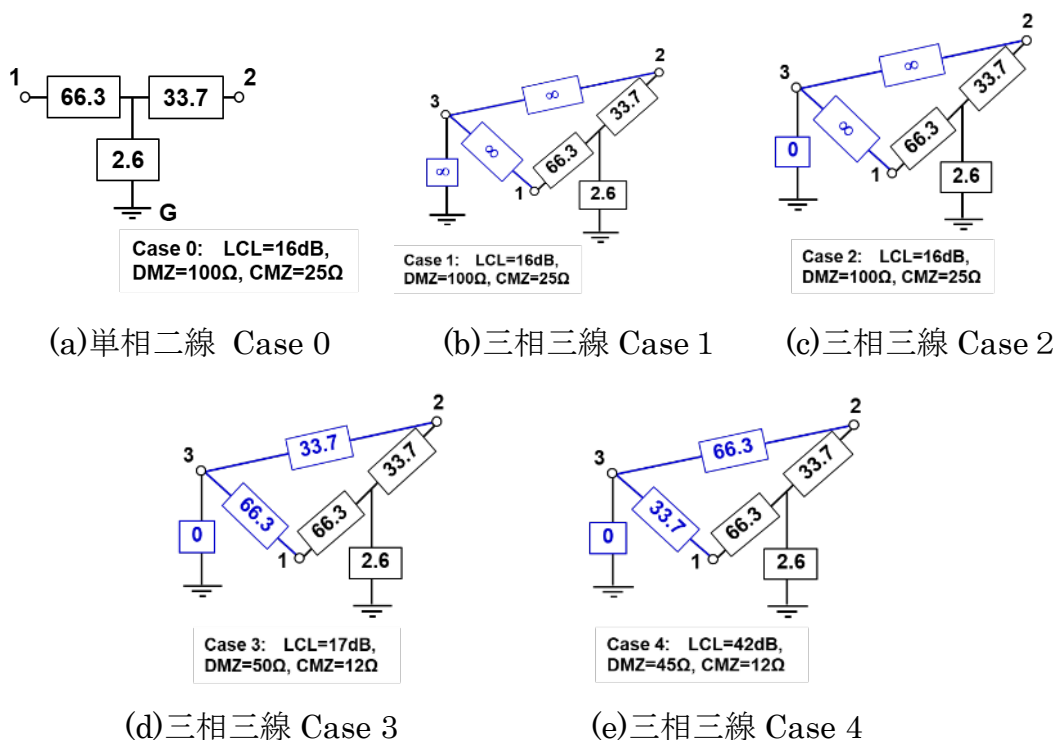 1
66.3
33.7
2
2.6
G
Case 0: LCL=16dB,
DMZ=100Ω, CMZ=25Ω
(a)単相二線 Case 0
2
3
∞
33.7
∞
66.3
∞
1
2.6
Case 1: LCL=16dB,
DMZ=100Ω, CMZ=25Ω
(b)三相三線 Case 1
2
3
∞
33.7
∞
66.3
0
1
2.6
Case 2: LCL=16dB,
DMZ=100Ω, CMZ=25Ω
(c)三相三線 Case 2
2
3
33.7
33.7
66.3
66.3
0
1
2.6
Case 3: LCL=17dB,
DMZ=50Ω, CMZ=12Ω
(d)三相三線 Case 3
2
3
66.3
33.7
33.7
66.3
0
1
2.6
Case 4: LCL=42dB,
DMZ=45Ω, CMZ=12Ω
(e)三相三線 Case 4